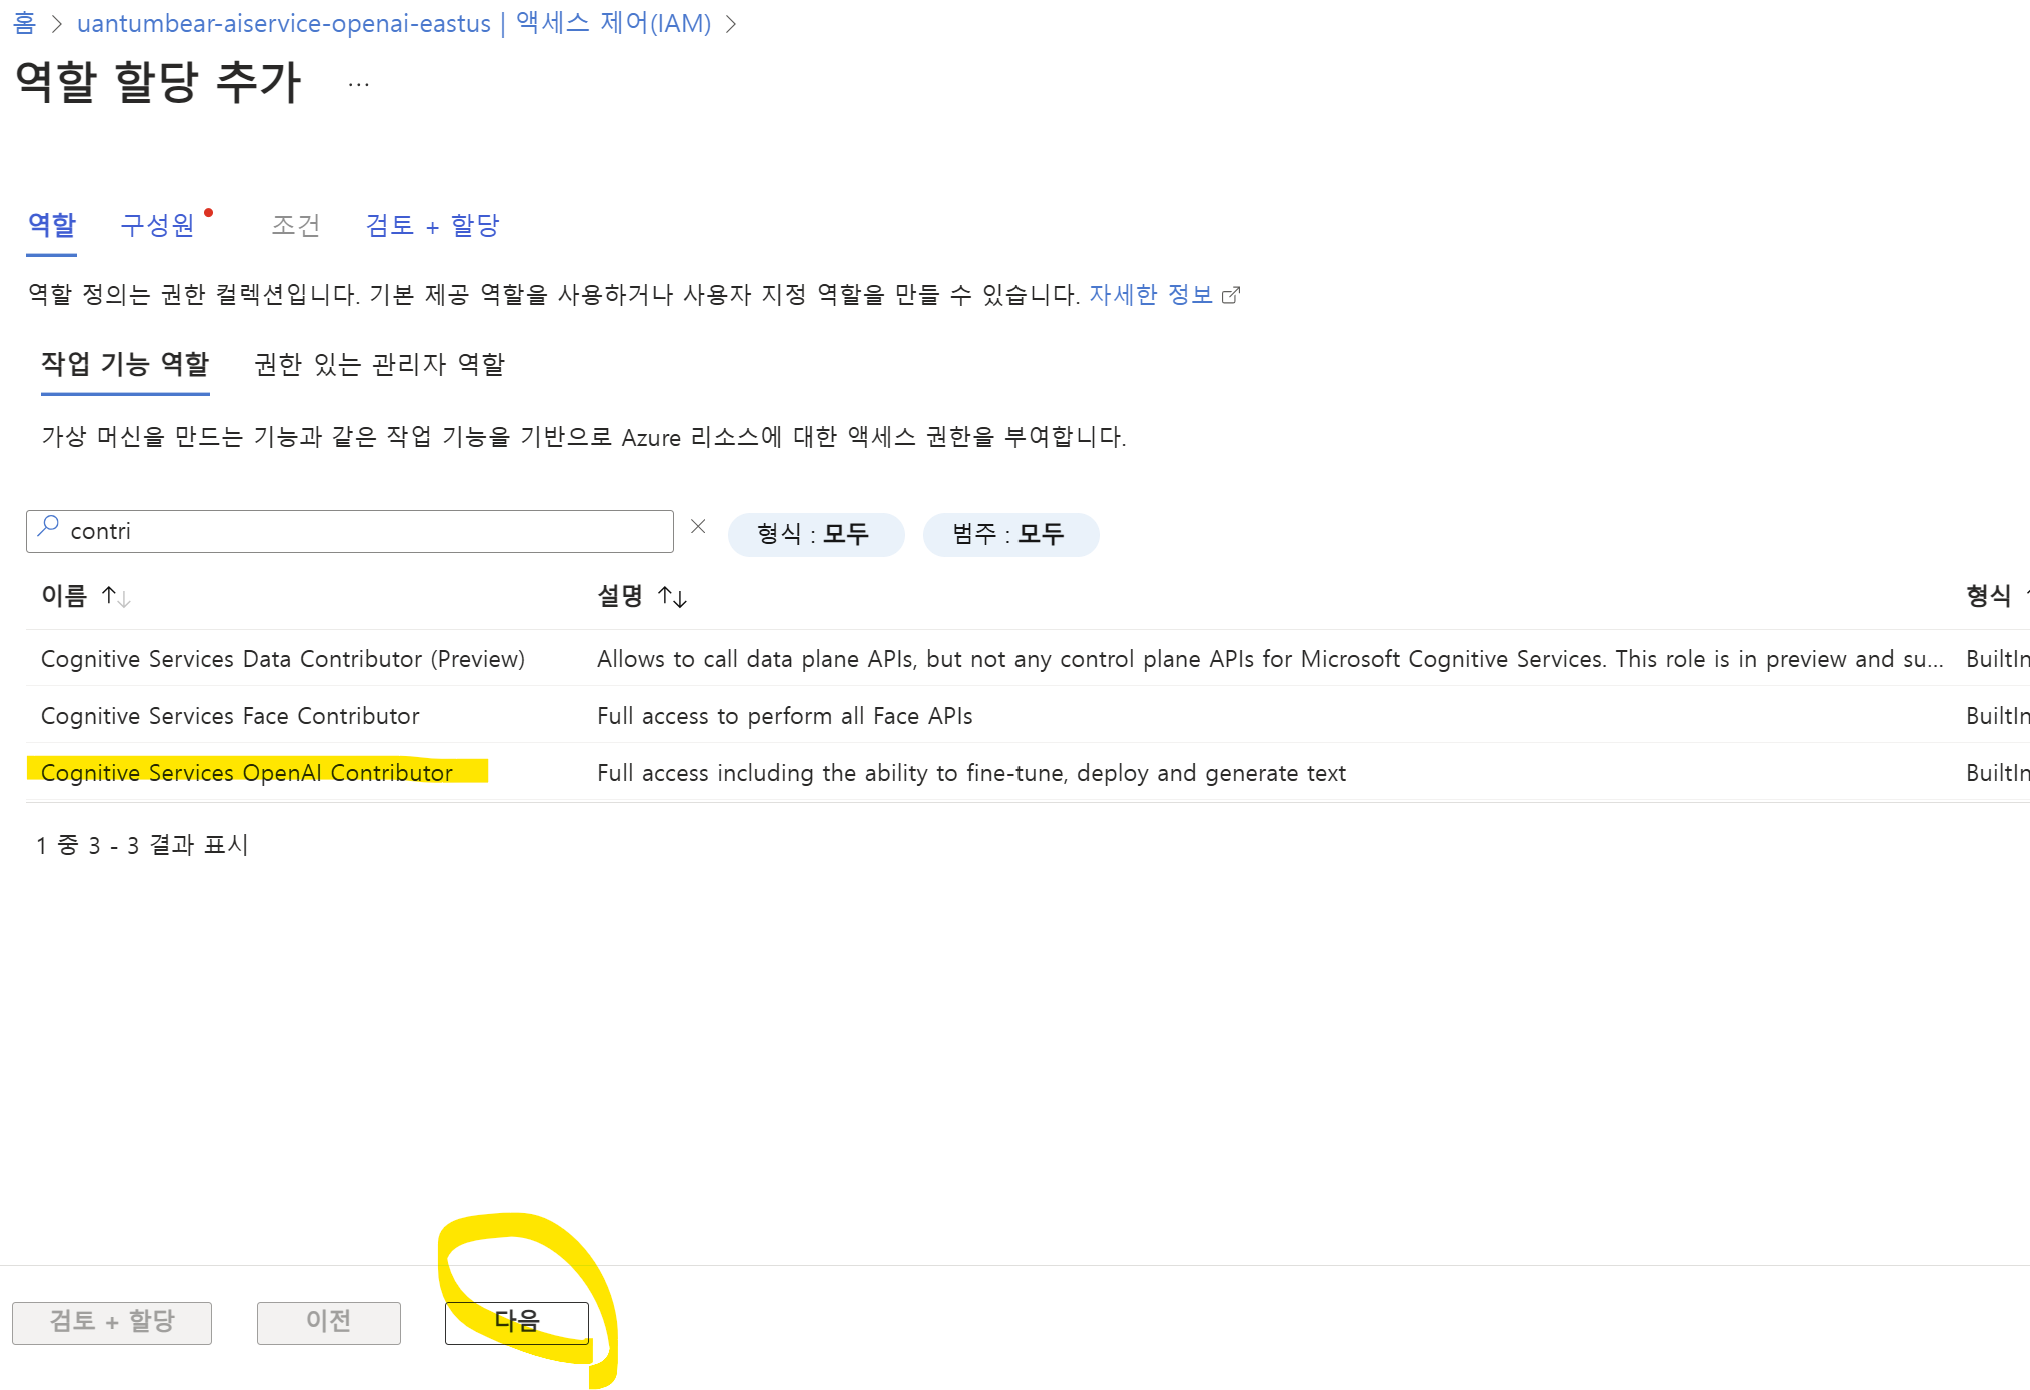 홈 > uantumbear-aiservice-openai-eastus | 액세스 제어(IAM) >
역할 할당 추가 ...
역할 구성원 조건 검토 + 할당
역할 정의는 권한 컬렉션입니다. 기본 제공 역할을 사용하거나 사용자 지정 역할을 만들 수 있습니다. 자세한 정보
작업 기능 역할 권한 있는 관리자 역할
가상 머신을 만드는 기능과 같은 작업 기능을 기반으로 Azure 리소스에 대한 액세스 권한을 부여합니다.
contri 형식 : 모두 범주 : 모두
이름 ↑↓ 설명 ↑↓ 형식
Cognitive Services Data Contributor (Preview) Allows to call data plane APIs, but not any control plane APIs for Microsoft Cognitive Services. This role is in preview and su... BuiltIn
Cognitive Services Face Contributor Full access to perform all Face APIs BuiltIn
Cognitive Services OpenAI Contributor Full access including the ability to fine-tune, deploy and generate text BuiltIn
1 중 3 - 3 결과 표시
검토 + 할당 이전 다음